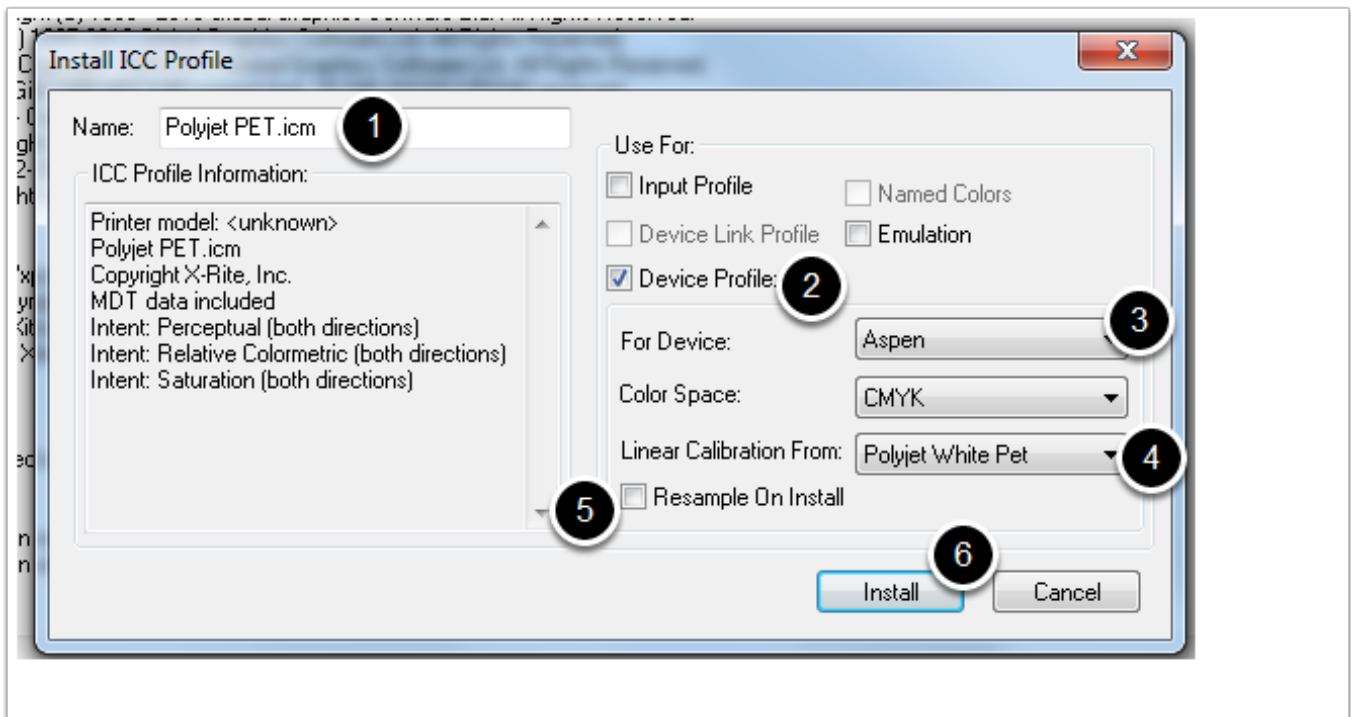 Install ICC Profile
Name: Polyjet PET.icm 1
ICC Profile Information:
Printer model: <unknown>
Polyjet PET.icm
Copyright X-Rite, Inc.
MDT data included
Intent: Perceptual (both directions)
Intent: Relative Colormetric (both directions)
Intent: Saturation (both directions)
Use For:
Input Profile
Named Colors
Device Link Profile
Emulation
Device Profile: 2
For Device: Aspen 3
Color Space: CMYK
Linear Calibration From: Polyjet White Pet 4
5 Resample On Install
6
Install
Cancel